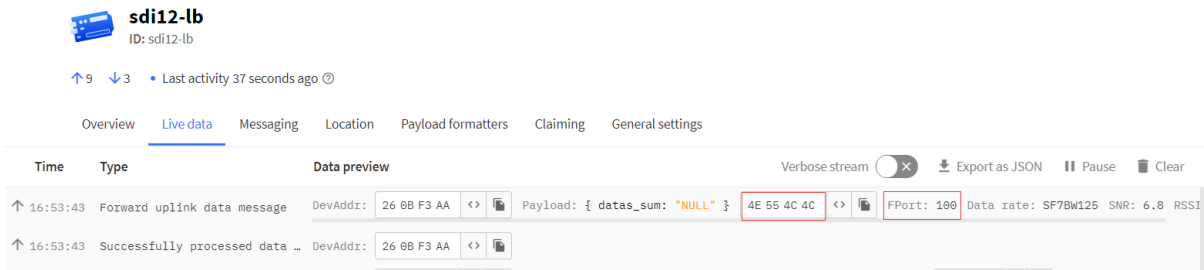 sdi12-lb
ID: sdi12-lb
9 3 • Last activity 37 seconds ago
Overview Live data Messaging Location Payload formatters Claiming General settings
Time Type Data preview Verbose stream Export as JSON Pause Clear
16:53:43 Forward uplink data message DevAddr: 26 0B F3 AA <> Payload: { datas_sum: "NULL" } 4E 55 4C 4C <> FPort: 100 Data rate: SF7BW125 SNR: 6.8 RSSI
16:53:43 Successfully processed data … DevAddr: 26 0B F3 AA <>